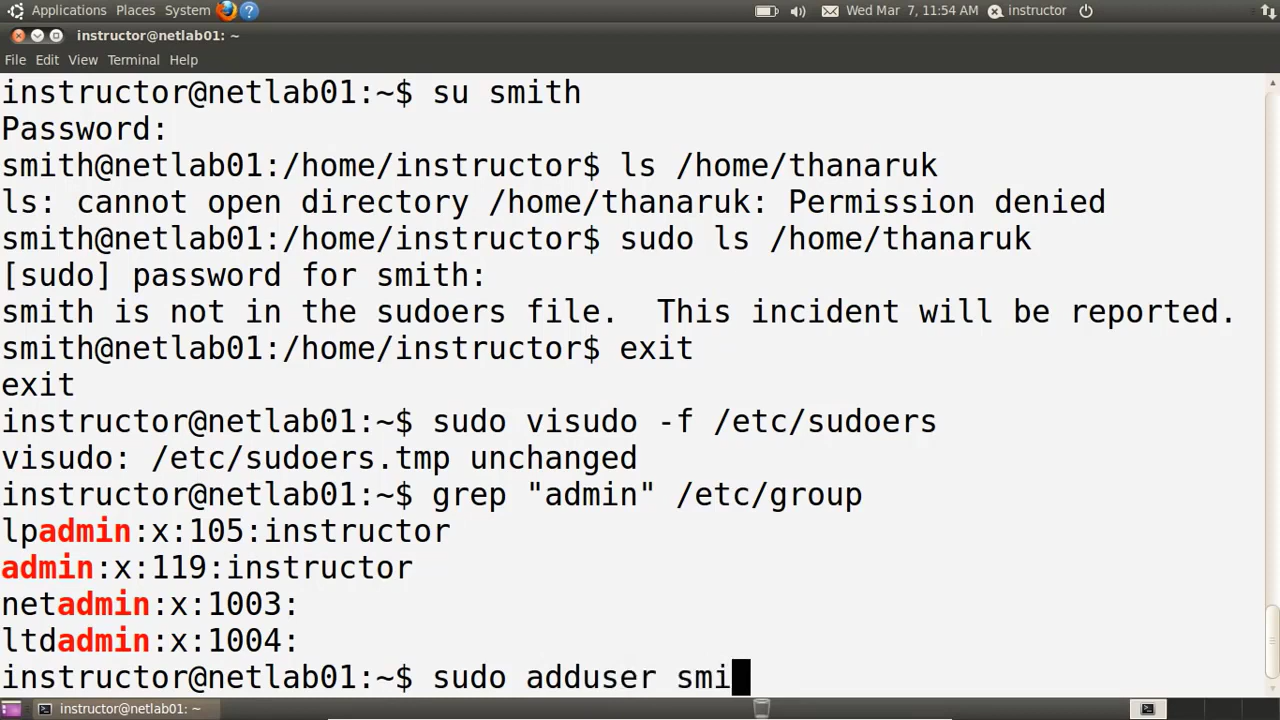 Applications Places System Wed Mar 7, 11:54 AM instructor
instructor@netlab01: ~
File Edit View Terminal Help
instructor@netlab01:~$ su smith
Password:
smith@netlab01:/home/instructor$ ls /home/thanaruk
ls: cannot open directory /home/thanaruk: Permission denied
smith@netlab01:/home/instructor$ sudo ls /home/thanaruk
[sudo] password for smith:
smith is not in the sudoers file.  This incident will be reported.
smith@netlab01:/home/instructor$ exit
exit
instructor@netlab01:~$ sudo visudo -f /etc/sudoers
visudo: /etc/sudoers.tmp unchanged
instructor@netlab01:~$ grep "admin" /etc/group
lpadmin:x:105:instructor
admin:x:119:instructor
netadmin:x:1003:
ltdadmin:x:1004:
instructor@netlab01:~$ sudo adduser smi
instructor@netlab01: ~